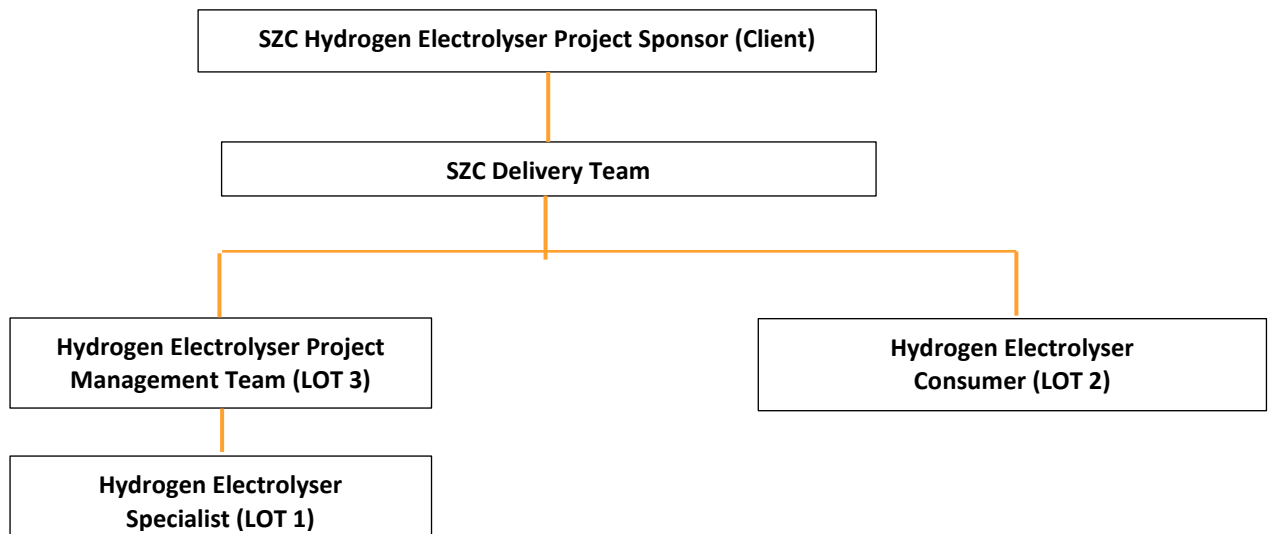 SZC Hydrogen Electrolyser Project Sponsor (Client)
SZC Delivery Team
Hydrogen Electrolyser Project
Management Team (LOT 3)
Hydrogen Electrolyser
Consumer (LOT 2)
Hydrogen Electrolyser
Specialist (LOT 1)